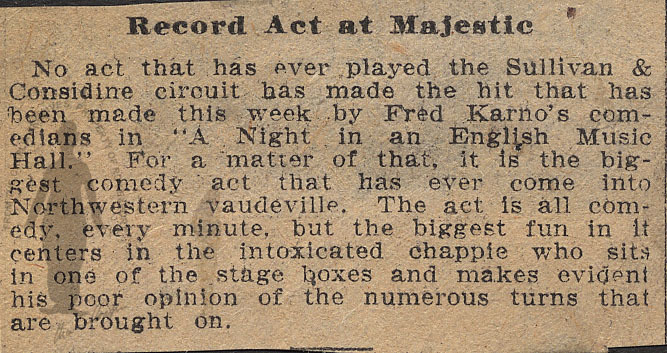 Record Act at Majestic
No act that has ever played the Sullivan &
Considine circuit has made the hit that has
been made this week by Fred Karno's com-
edians in "A Night in an English Music
Hall." For a matter of that, it is the big-
gest comedy act that has ever come into
Northwestern vaudeville. The act is all com-
edy, every minute, but the biggest fun in it
centers in the intoxicated chappie who sits
in one of the stage boxes and makes evident
his poor opinion of the numerous turns that
are brought on.